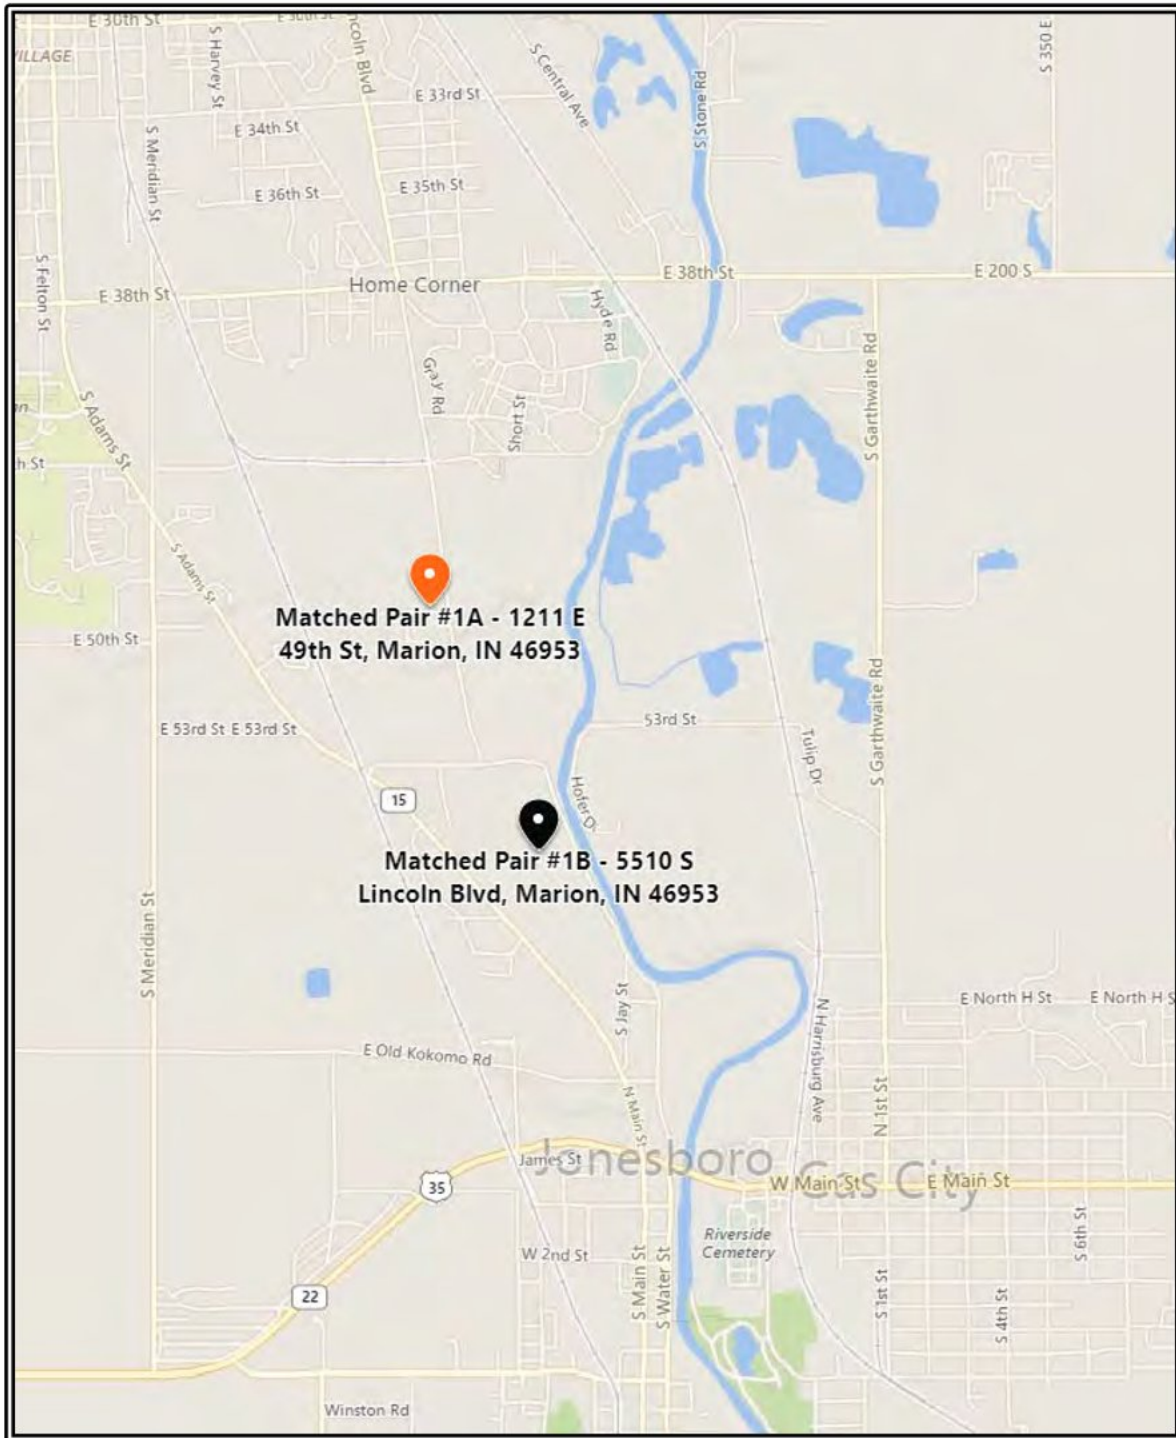 E 30th St
E 30th St
ncoln Blvd
S Harvey St
VILLAGE
S Central Ave
S 350 E
E 33rd St
S Stone Rd
E 34th St
S Meridian St
E 36th St
E 35th St
S Felton St
E 38th St
E 200 S
Home Corner
E 38th St
Hyde Rd
Gray Rd
S Garthwaite Rd
S Adams St
Short St
h St
S Adams St
Matched Pair #1A - 1211 E
49th St, Marion, IN 46953
E 50th St
S Garthwaite Rd
53rd St
E 53rd St E 53rd St
Tulip Dr
15
Hofer D
Matched Pair #1B - 5510 S
Lincoln Blvd, Marion, IN 46953
S Meridian St
E North H St
E North H S
S Jay St
N Harrisburg Ave
E Old Kokomo Rd
N Main St
N 1st St
Jonesboro
James St
Gas City
W Main St
E Main St
35
Riverside
Cemetery
S 6th St
W 2nd St
S Main St
S Water St
22
S 1st St
S 4th St
Winston Rd